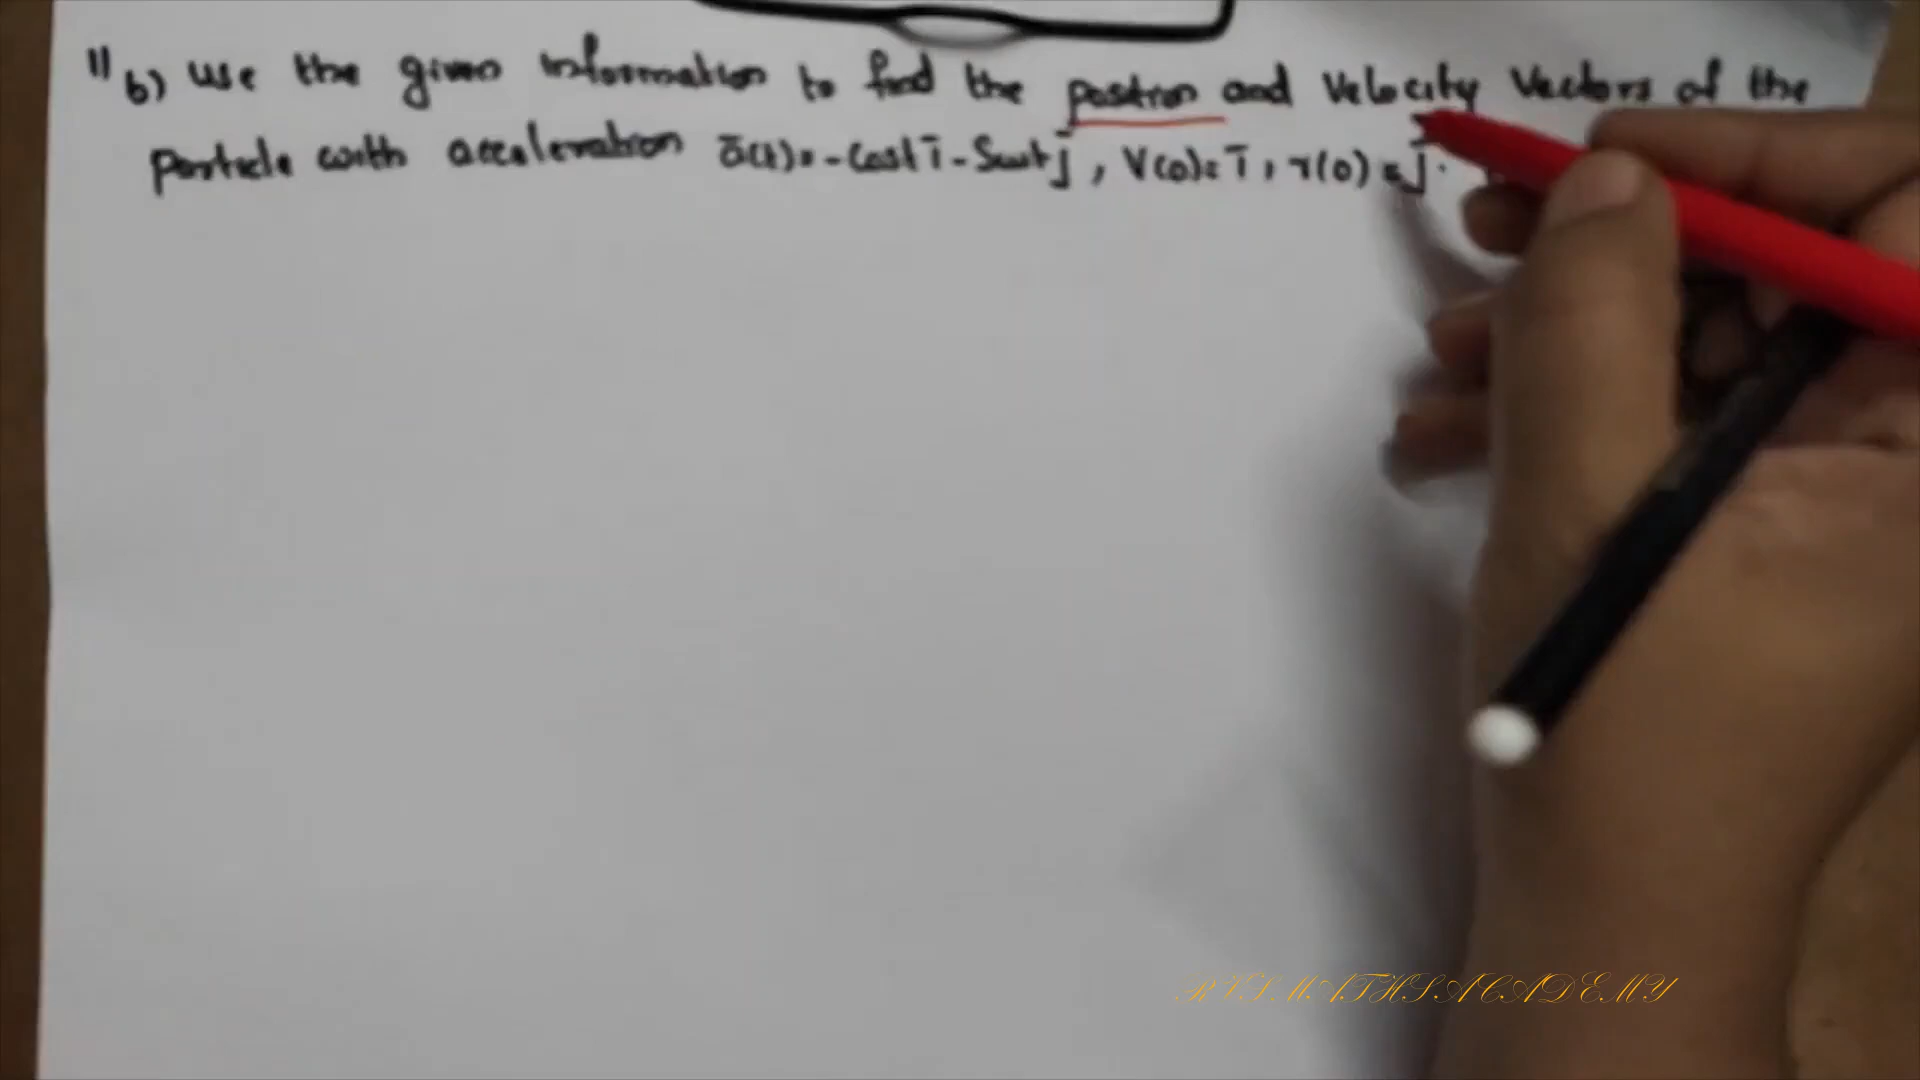 11 b) Use the given information to find the position and Velocity Vectors of the
particle with acceleration ā(t) = -Cost ī - Sint j̄, V(0) = ī, r(0) = j̄.
RVSMATHSACADEMY